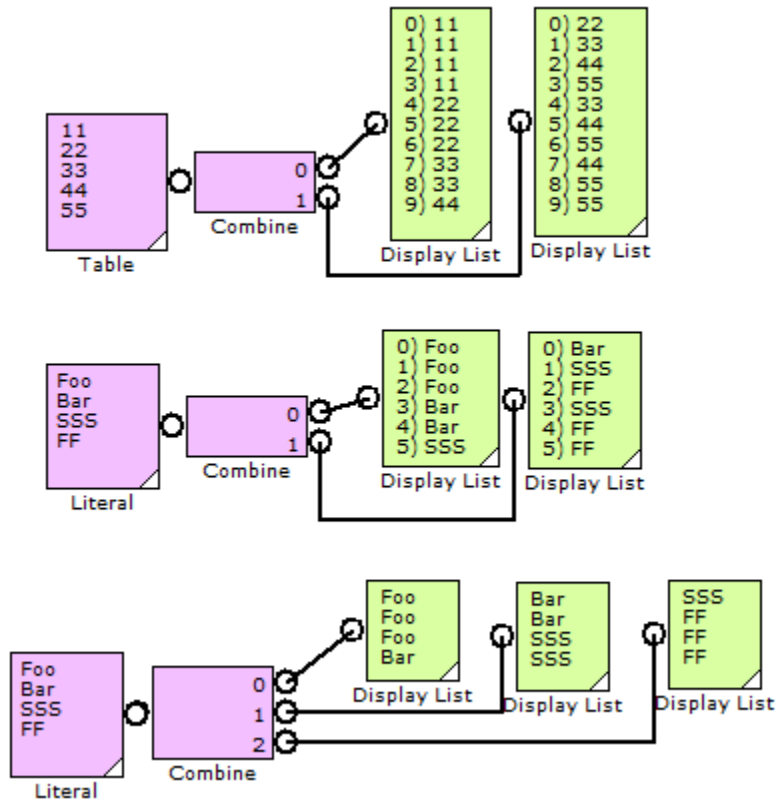 11
22
33
44
55
Table
0
1
Combine
0) 11
1) 11
2) 11
3) 11
4) 22
5) 22
6) 22
7) 33
8) 33
9) 44
Display List
0) 22
1) 33
2) 44
3) 55
4) 33
5) 44
6) 55
7) 44
8) 55
9) 55
Display List
Foo
Bar
SSS
FF
Literal
0
1
Combine
0) Foo
1) Foo
2) Foo
3) Bar
4) Bar
5) SSS
Display List
0) Bar
1) SSS
2) FF
3) SSS
4) FF
5) FF
Display List
Foo
Bar
SSS
FF
Literal
0
1
2
Combine
Foo
Foo
Foo
Bar
Display List
Bar
Bar
SSS
SSS
Display List
SSS
FF
FF
FF
Display List